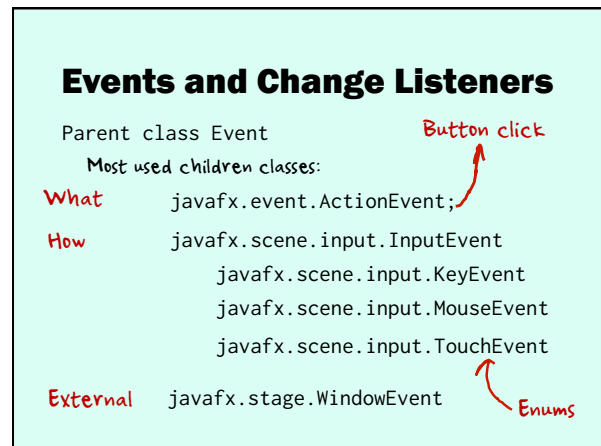 Events and Change Listeners
Parent class Event
Button click
Most used children classes:
What javafx.event.ActionEvent;
How javafx.scene.input.InputEvent
javafx.scene.input.KeyEvent
javafx.scene.input.MouseEvent
javafx.scene.input.TouchEvent
External javafx.stage.WindowEvent
Enums